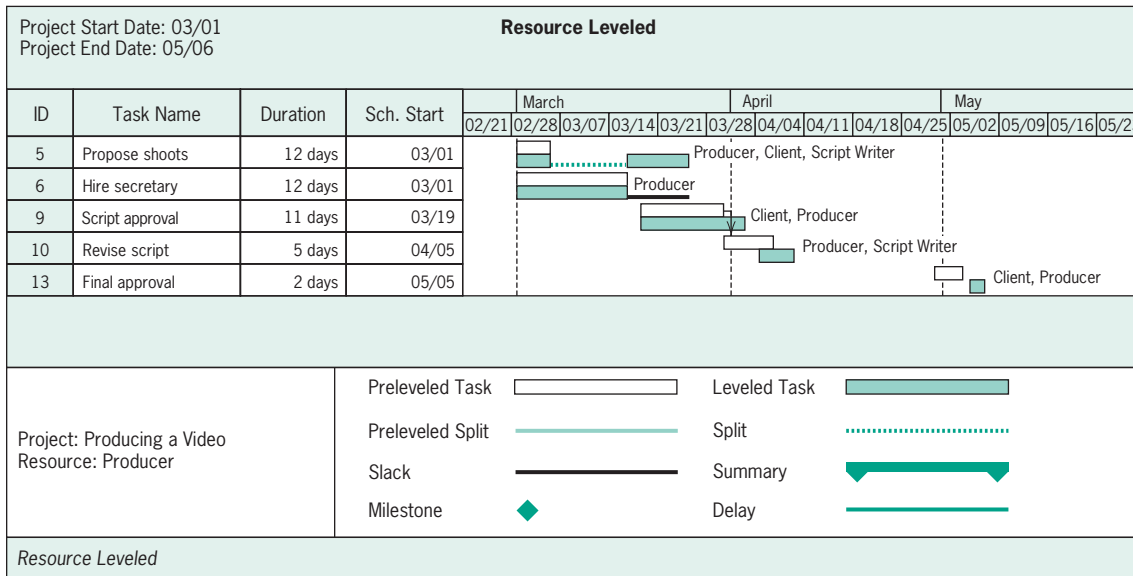 Project Start Date: 03/01
Project End Date: 05/06
Resource Leveled
ID Task Name Duration Sch. Start March April May
02/21 02/28 03/07 03/14 03/21 03/28 04/04 04/11 04/18 04/25 05/02 05/09 05/16 05/23
5 Propose shoots 12 days 03/01 Producer, Client, Script Writer
6 Hire secretary 12 days 03/01 Producer
9 Script approval 11 days 03/19 Client, Producer
10 Revise script 5 days 04/05 Producer, Script Writer
13 Final approval 2 days 05/05 Client, Producer
Project: Producing a Video
Resource: Producer
Preleveled Task Leveled Task
Preleveled Split Split
Slack Summary
Milestone Delay
Resource Leveled